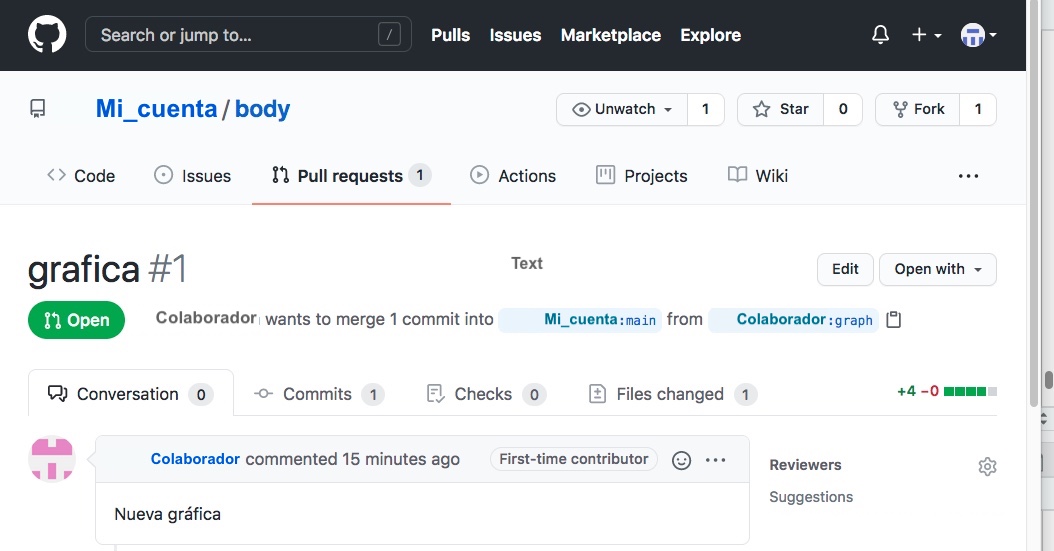 Search or jump to... / Pulls Issues Marketplace Explore
Mi_cuenta / body Unwatch 1 Star 0 Fork 1
Code Issues Pull requests 1 Actions Projects Wiki ...
grafica #1 Text Edit Open with
Open Colaborador wants to merge 1 commit into Mi_cuenta:main from Colaborador:graph
Conversation 0 Commits 1 Checks 0 Files changed 1 +4 −0
Colaborador commented 15 minutes ago First-time contributor ...
Reviewers
Suggestions
Nueva gráfica